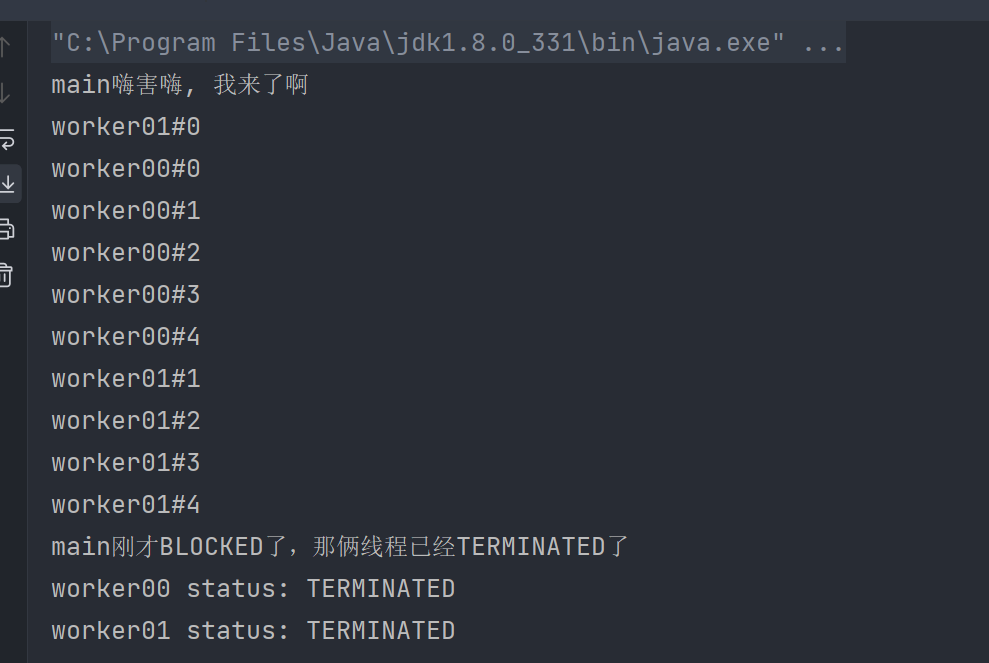 "C:\Program Files\Java\jdk1.8.0_331\bin\java.exe" ...
main嗨害嗨, 我来了啊
worker01#0
worker00#0
worker00#1
worker00#2
worker00#3
worker00#4
worker01#1
worker01#2
worker01#3
worker01#4
main刚才BLOCKED了，那俩线程已经TERMINATED了
worker00 status: TERMINATED
worker01 status: TERMINATED